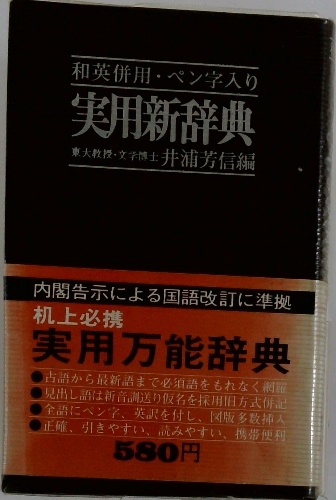 和英併用・ペン字入り
実用新辞典
東大教授・文学博士 井浦芳信編
内閣告示による国語改訂に準拠
机上必携
実用万能辞典
●古語から最新語まで必須語をもれなく網羅
●見出し語は新音訓送り仮名を採用旧方式併記
●全語にペン字、英訳を付し、図版多数挿入
●正確、引きやすい、読みやすい、携帯便利
580円